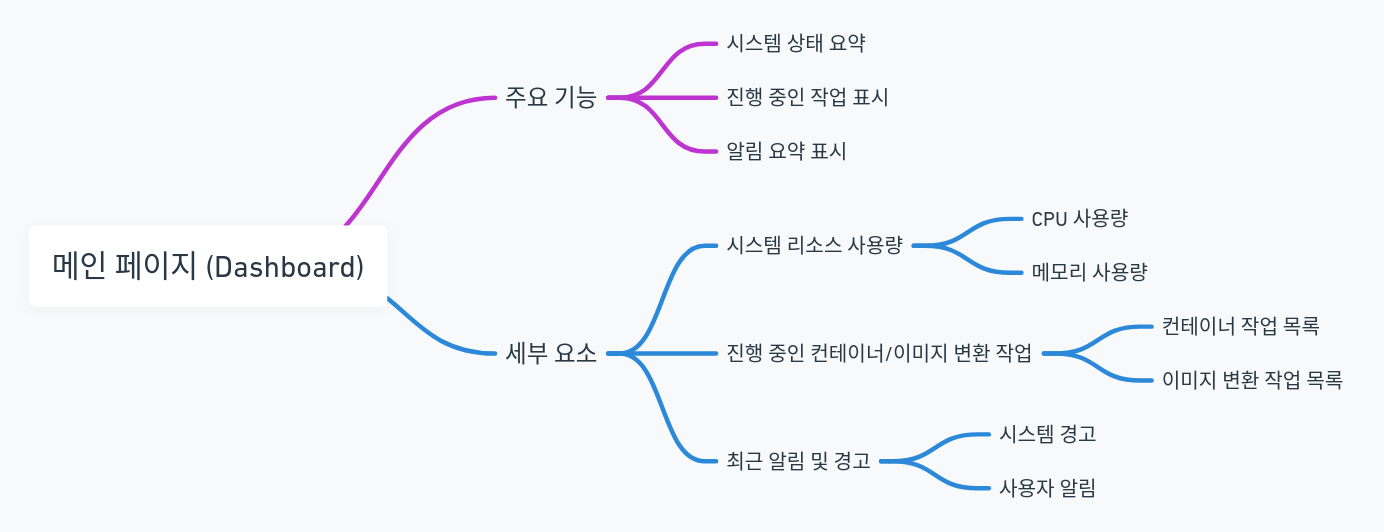 메인 페이지 (Dashboard)
주요 기능
시스템 상태 요약
진행 중인 작업 표시
알림 요약 표시
세부 요소
시스템 리소스 사용량
CPU 사용량
메모리 사용량
진행 중인 컨테이너/이미지 변환 작업
컨테이너 작업 목록
이미지 변환 작업 목록
최근 알림 및 경고
시스템 경고
사용자 알림